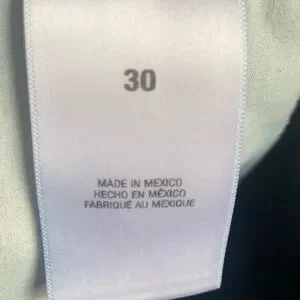 30
MADE IN MEXICO
HECHO EN MÉXICO
FABRIQUÉ AU MEXIQUE